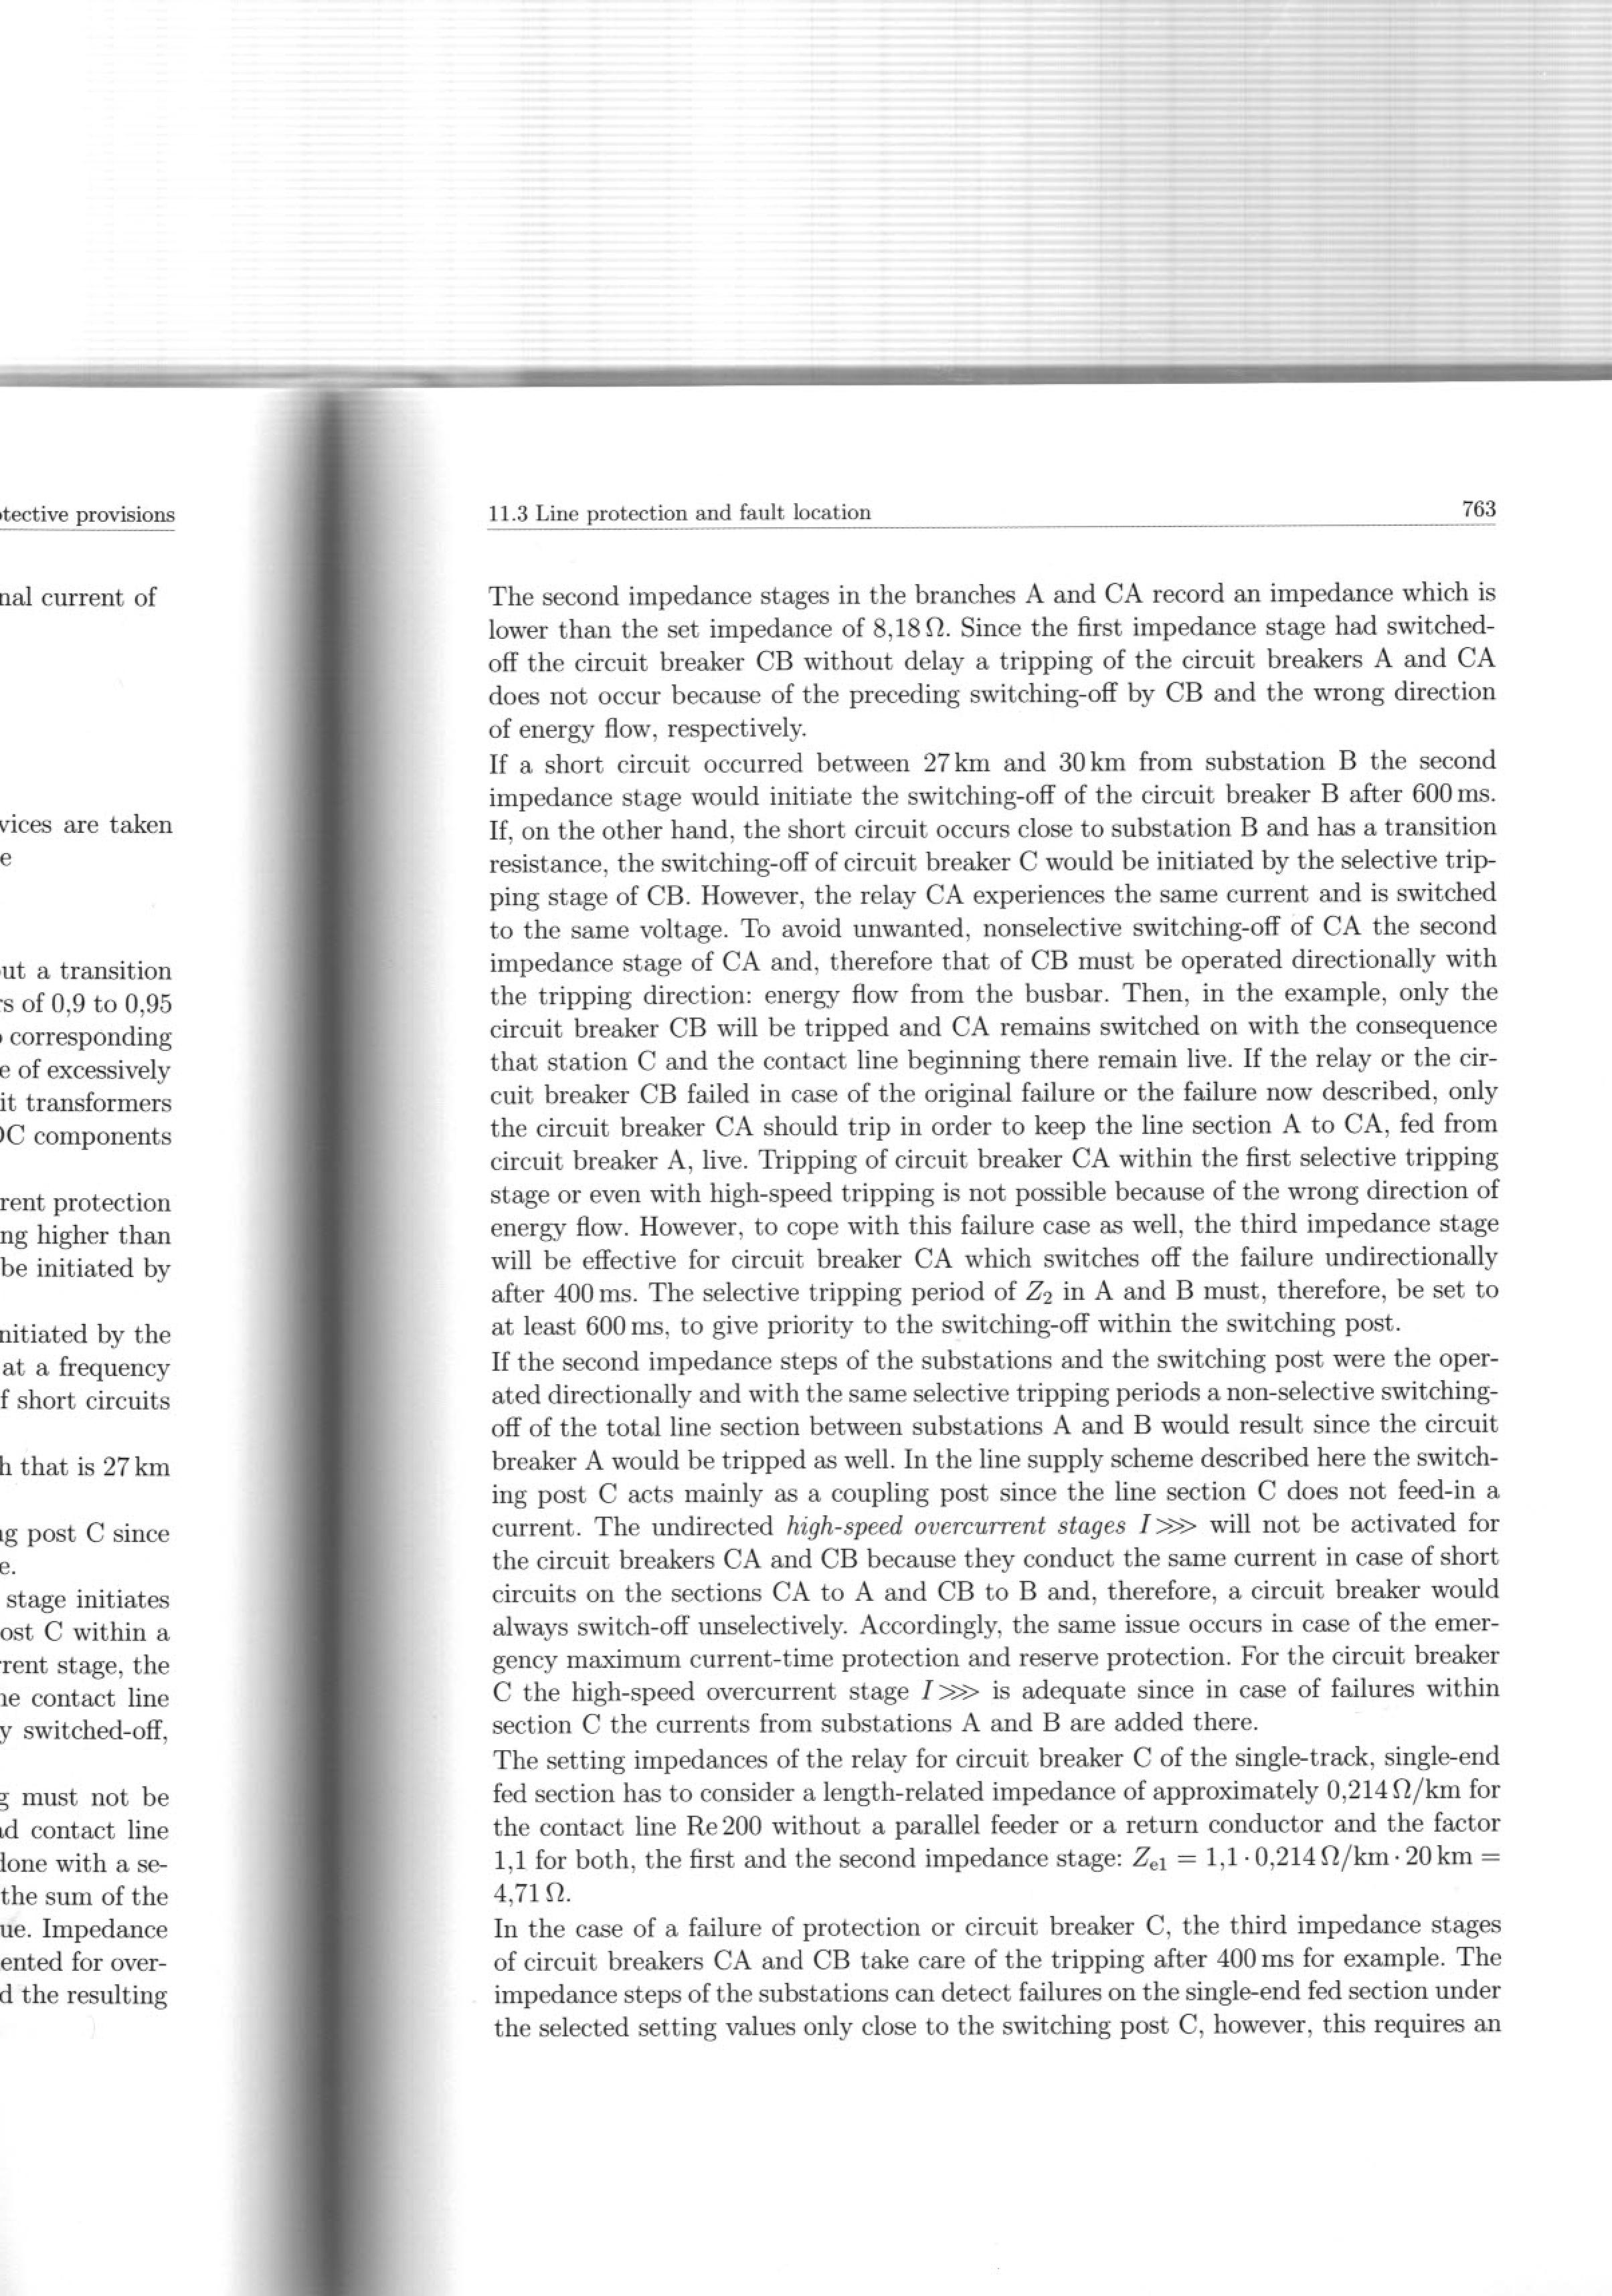 otective provisions
nal current of
vices are taken
e
out a transition
rs of 0,9 to 0,95
corresponding
e of excessively
it transformers
DC components
rent protection
ng higher than
be initiated by
nitiated by the
at a frequency
f short circuits
h that is 27 km
ng post C since
e.
stage initiates
ost C within a
rrent stage, the
he contact line
y switched-off,
g must not be
ad contact line
done with a se-
the sum of the
ue. Impedance
ented for over-
d the resulting
11.3 Line protection and fault location 763
The second impedance stages in the branches A and CA record an impedance which is
lower than the set impedance of 8,18 Ω. Since the first impedance stage had switched-
off the circuit breaker CB without delay a tripping of the circuit breakers A and CA
does not occur because of the preceding switching-off by CB and the wrong direction
of energy flow, respectively.
If a short circuit occurred between 27 km and 30 km from substation B the second
impedance stage would initiate the switching-off of the circuit breaker B after 600 ms.
If, on the other hand, the short circuit occurs close to substation B and has a transition
resistance, the switching-off of circuit breaker C would be initiated by the selective trip-
ping stage of CB. However, the relay CA experiences the same current and is switched
to the same voltage. To avoid unwanted, nonselective switching-off of CA the second
impedance stage of CA and, therefore that of CB must be operated directionally with
the tripping direction: energy flow from the busbar. Then, in the example, only the
circuit breaker CB will be tripped and CA remains switched on with the consequence
that station C and the contact line beginning there remain live. If the relay or the cir-
cuit breaker CB failed in case of the original failure or the failure now described, only
the circuit breaker CA should trip in order to keep the line section A to CA, fed from
circuit breaker A, live. Tripping of circuit breaker CA within the first selective tripping
stage or even with high-speed tripping is not possible because of the wrong direction of
energy flow. However, to cope with this failure case as well, the third impedance stage
will be effective for circuit breaker CA which switches off the failure undirectionally
after 400 ms. The selective tripping period of Z₂ in A and B must, therefore, be set to
at least 600 ms, to give priority to the switching-off within the switching post.
If the second impedance steps of the substations and the switching post were the oper-
ated directionally and with the same selective tripping periods a non-selective switching-
off of the total line section between substations A and B would result since the circuit
breaker A would be tripped as well. In the line supply scheme described here the switch-
ing post C acts mainly as a coupling post since the line section C does not feed-in a
current. The undirected high-speed overcurrent stages I >>> will not be activated for
the circuit breakers CA and CB because they conduct the same current in case of short
circuits on the sections CA to A and CB to B and, therefore, a circuit breaker would
always switch-off unselectively. Accordingly, the same issue occurs in case of the emer-
gency maximum current-time protection and reserve protection. For the circuit breaker
C the high-speed overcurrent stage I >>> is adequate since in case of failures within
section C the currents from substations A and B are added there.
The setting impedances of the relay for circuit breaker C of the single-track, single-end
fed section has to consider a length-related impedance of approximately 0,214 Ω/km for
the contact line Re 200 without a parallel feeder or a return conductor and the factor
1,1 for both, the first and the second impedance stage: Zₑ₁ = 1,1 · 0,214 Ω/km · 20 km =
4,71 Ω.
In the case of a failure of protection or circuit breaker C, the third impedance stages
of circuit breakers CA and CB take care of the tripping after 400 ms for example. The
impedance steps of the substations can detect failures on the single-end fed section under
the selected setting values only close to the switching post C, however, this requires an